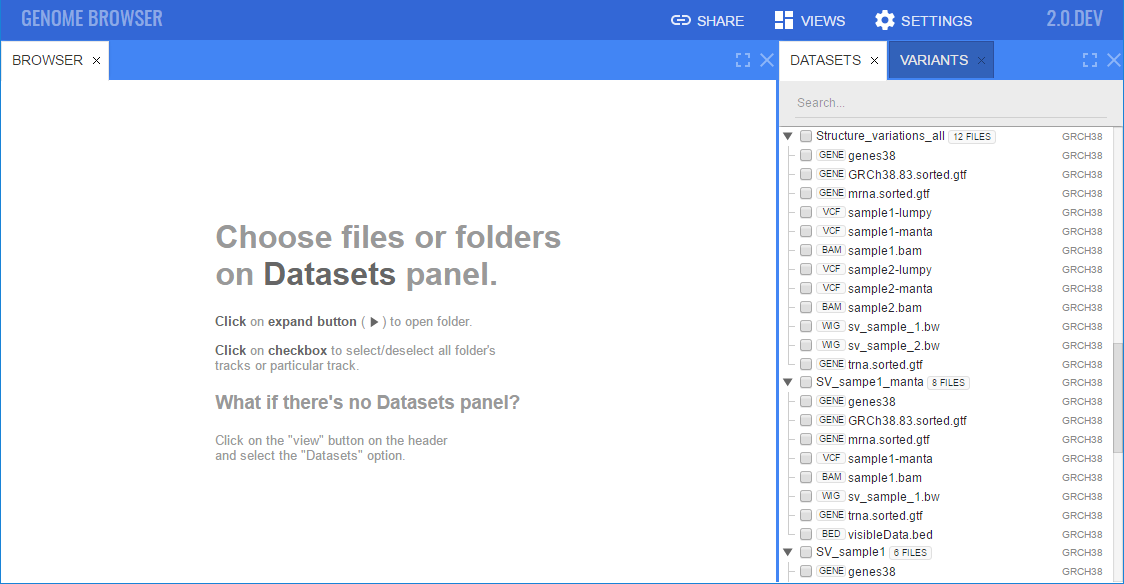 GENOME BROWSER
SHARE
VIEWS
SETTINGS
2.0.DEV
BROWSER ×
DATASETS ×
VARIANTS ×
Search...
Choose files or folders
on Datasets panel.
Click on expand button ( ▶ ) to open folder.
Click on checkbox to select/deselect all folder's
tracks or particular track.
What if there's no Datasets panel?
Click on the "view" button on the header
and select the "Datasets" option.
Structure_variations_all 12 FILES GRCH38
GENE genes38 GRCH38
GENE GRCh38.83.sorted.gtf GRCH38
GENE mrna.sorted.gtf GRCH38
VCF sample1-lumpy GRCH38
VCF sample1-manta GRCH38
BAM sample1.bam GRCH38
VCF sample2-lumpy GRCH38
VCF sample2-manta GRCH38
BAM sample2.bam GRCH38
WIG sv_sample_1.bw GRCH38
WIG sv_sample_2.bw GRCH38
GENE trna.sorted.gtf GRCH38
SV_sampe1_manta 8 FILES GRCH38
GENE genes38 GRCH38
GENE GRCh38.83.sorted.gtf GRCH38
GENE mrna.sorted.gtf GRCH38
VCF sample1-manta GRCH38
BAM sample1.bam GRCH38
WIG sv_sample_1.bw GRCH38
GENE trna.sorted.gtf GRCH38
BED visibleData.bed GRCH38
SV_sample1 6 FILES GRCH38
GENE genes38 GRCH38